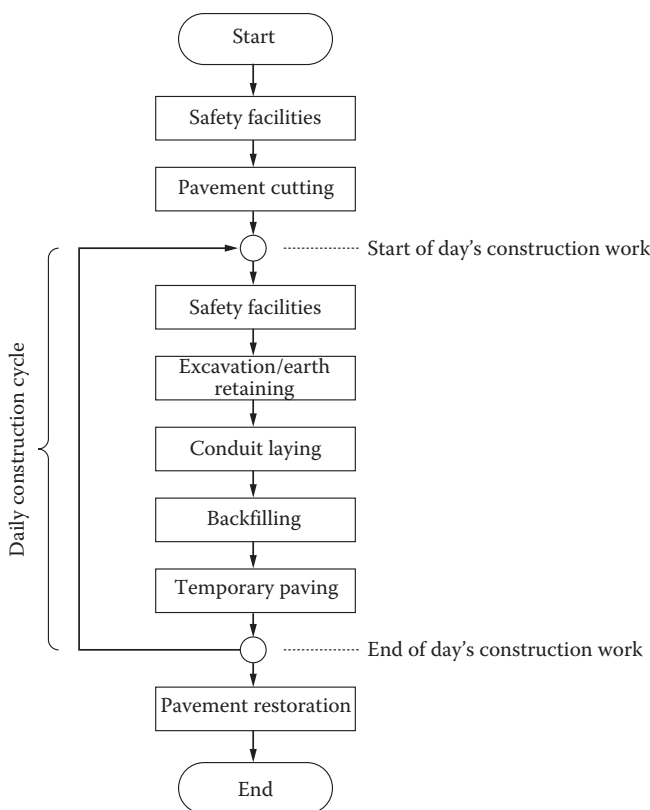 Start
Safety facilities
Pavement cutting
Start of day's construction work
Safety facilities
Excavation/earth
retaining
Conduit laying
Backfilling
Temporary paving
Daily construction cycle
End of day's construction work
Pavement restoration
End